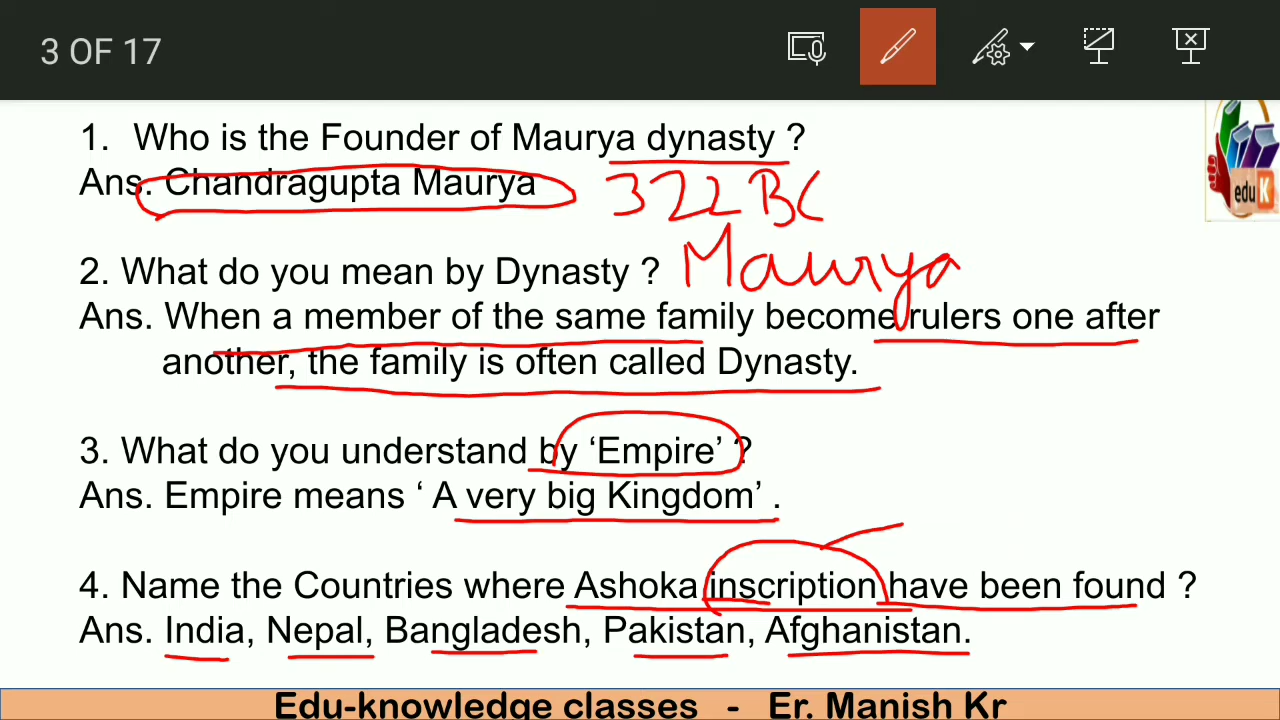 3 OF 17
1. Who is the Founder of Maurya dynasty ?
Ans. Chandragupta Maurya 322 BC
edu K
2. What do you mean by Dynasty ? Maurya
Ans. When a member of the same family become rulers one after
another, the family is often called Dynasty.
3. What do you understand by ‘Empire’ ?
Ans. Empire means ‘ A very big Kingdom’ .
4. Name the Countries where Ashoka inscription have been found ?
Ans. India, Nepal, Bangladesh, Pakistan, Afghanistan.
Edu-knowledge classes - Er. Manish Kr